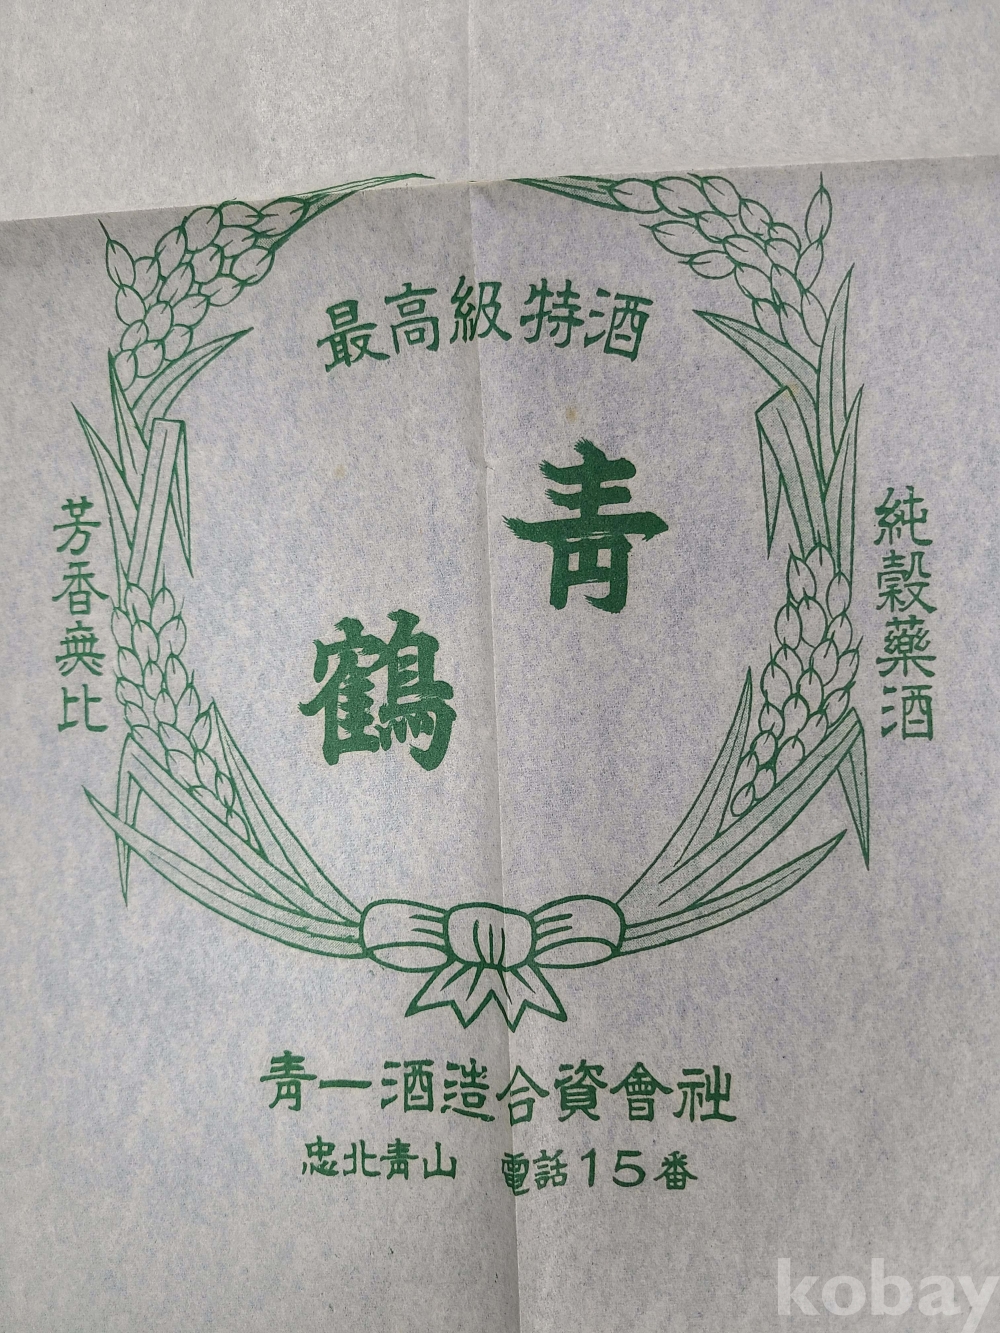 最高級特酒
青鶴
純穀藥酒
芳香無比
青一酒造合資會社
忠北青山 電話15番
kobay